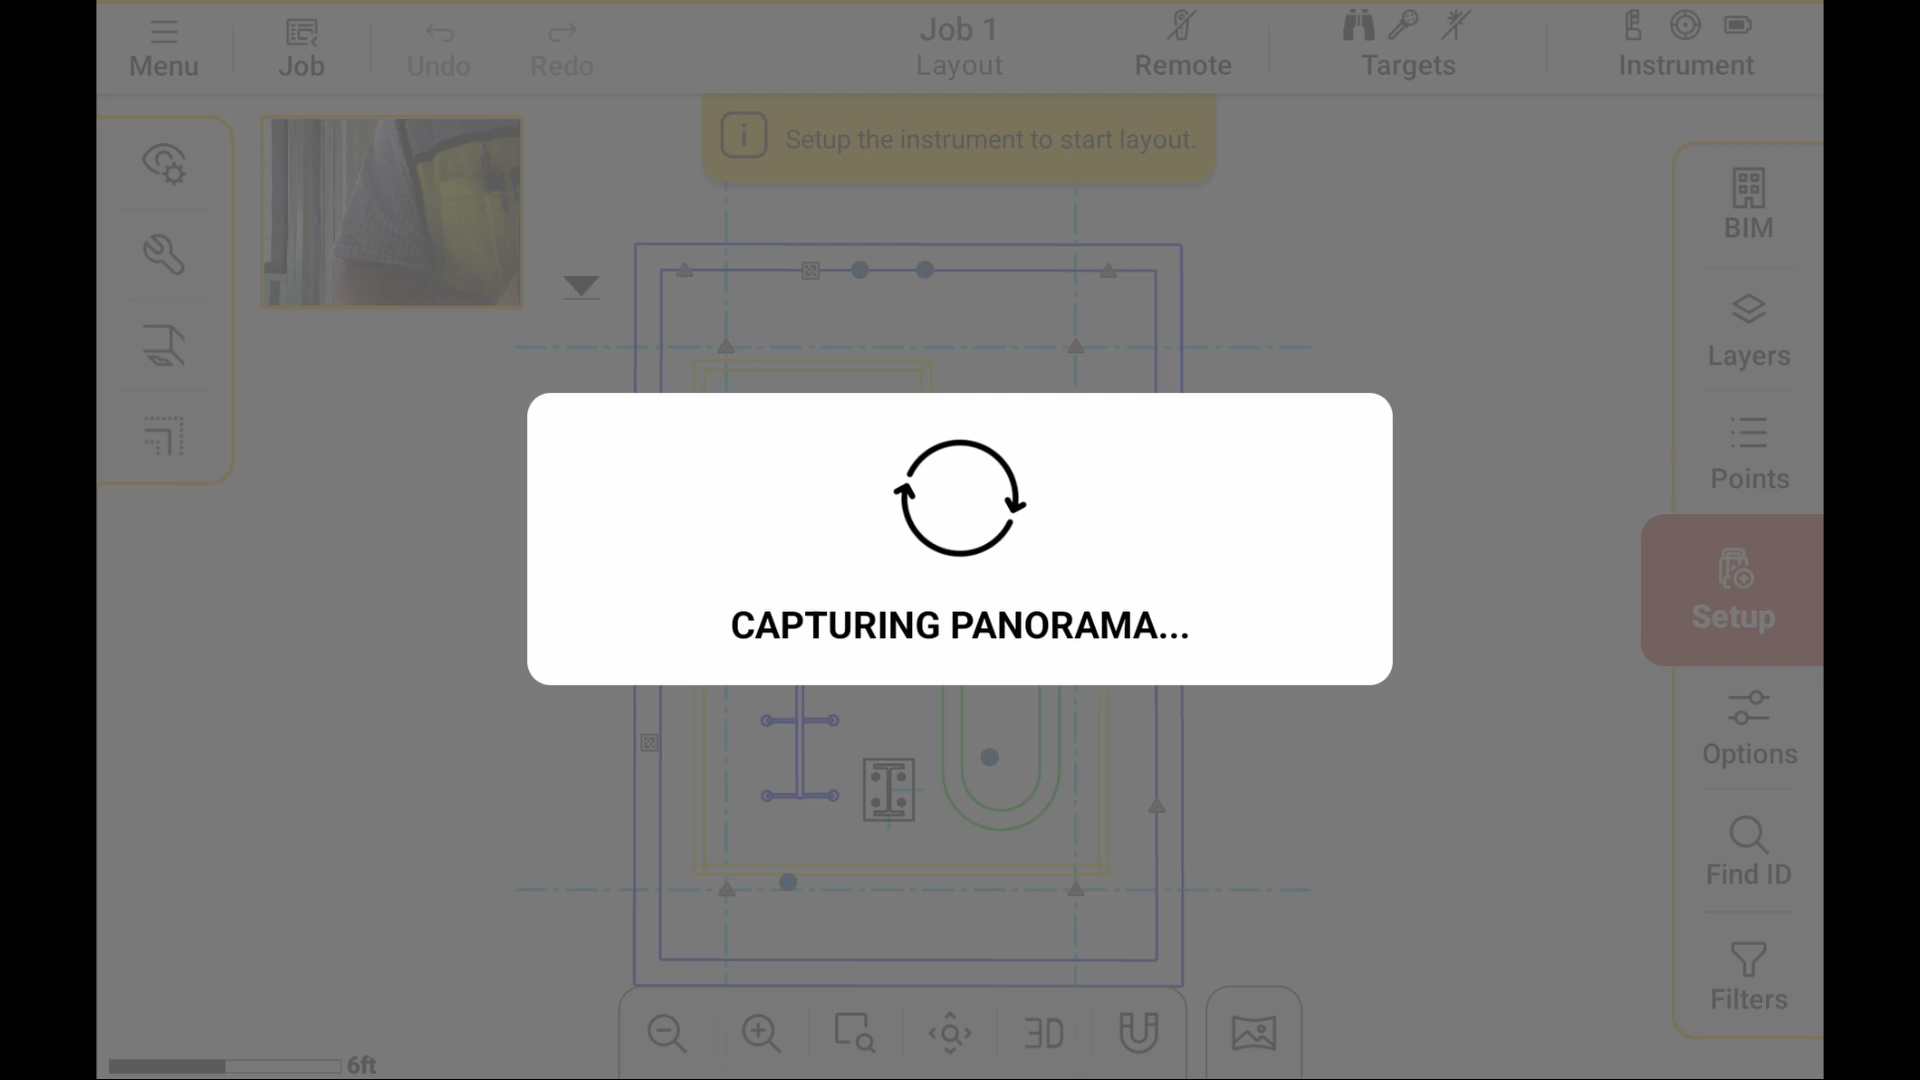 Menu
Job
Undo
Redo
Job 1
Layout
Remote
Targets
Instrument
i Setup the instrument to start layout.
BIM
Layers
Points
CAPTURING PANORAMA...
Setup
Options
Find ID
Filters
3D
6ft